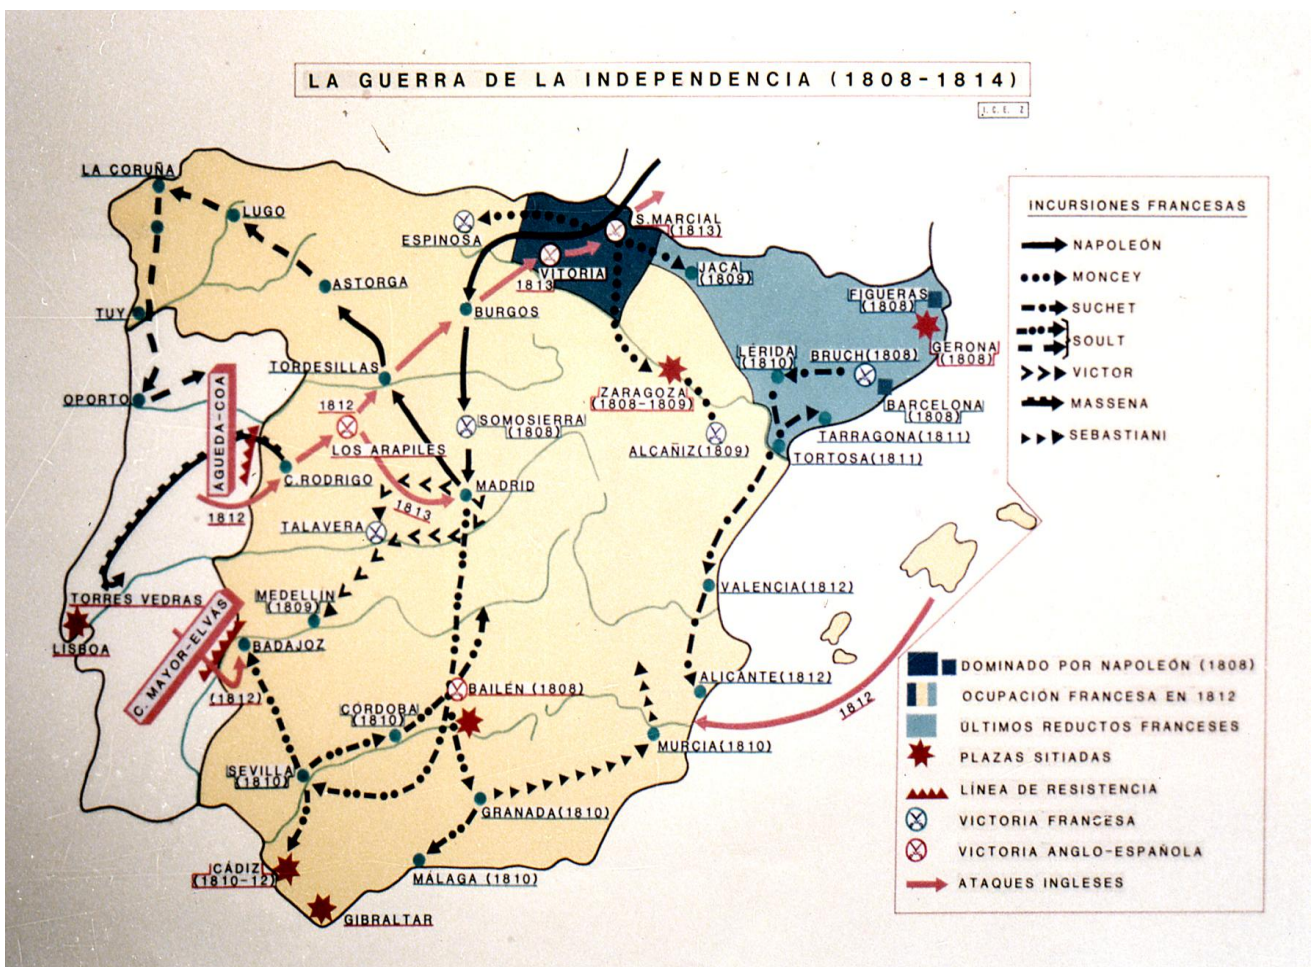 LA GUERRA DE LA INDEPENDENCIA (1808-1814)
I.C.E. Z
LA CORUÑA
LUGO
ASTORGA
TUY
OPORTO
ESPINOSA
S.MARCIAL
(1813)
VITORIA
1813
BURGOS
JACA
(1809)
FIGUERAS
(1808)
GERONA
(1808)
LÉRIDA
(1810)
BRUCH(1808)
BARCELONA
(1808)
TARRAGONA(1811)
TORTOSA(1811)
ZARAGOZA
(1808-1809)
ALCAÑIZ(1809)
TORDESILLAS
1812
LOS ARAPILES
SOMOSIERRA
(1808)
AGUEDA-COA
C.RODRIGO
1812
MADRID
1813
TALAVERA
MEDELLÍN
(1809)
TORRES VEDRAS
LISBOA
C. MAYOR-ELVAS
BADAJOZ
(1812)
VALENCIA(1812)
ALICANTE(1812)
1812
BAILÉN (1808)
CÓRDOBA
(1810)
MURCIA(1810)
SEVILLA
(1810)
GRANADA(1810)
CÁDIZ
(1810-12)
MÁLAGA (1810)
GIBRALTAR
INCURSIONES FRANCESAS
NAPOLEÓN
MONCEY
SUCHET
SOULT
VICTOR
MASSENA
SEBASTIANI
DOMINADO POR NAPOLEÓN (1808)
OCUPACIÓN FRANCESA EN 1812
ÚLTIMOS REDUCTOS FRANCESES
PLAZAS SITIADAS
LÍNEA DE RESISTENCIA
VICTORIA FRANCESA
VICTORIA ANGLO-ESPAÑOLA
ATAQUES INGLESES